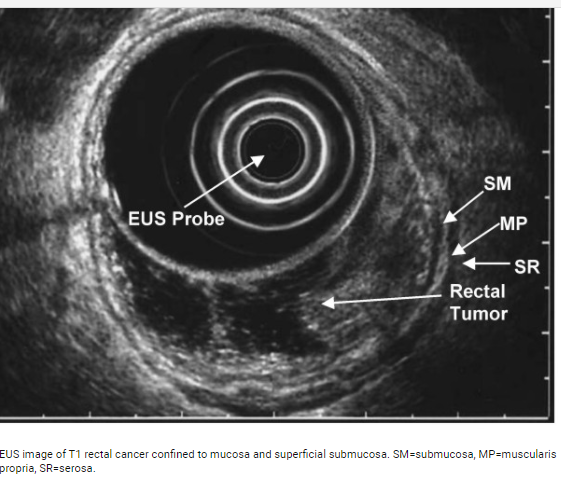 SM
EUS Probe
MP
SR
Rectal
Tumor
EUS image of T1 rectal cancer confined to mucosa and superficial submucosa. SM=submucosa, MP=muscularis
propria, SR=serosa.